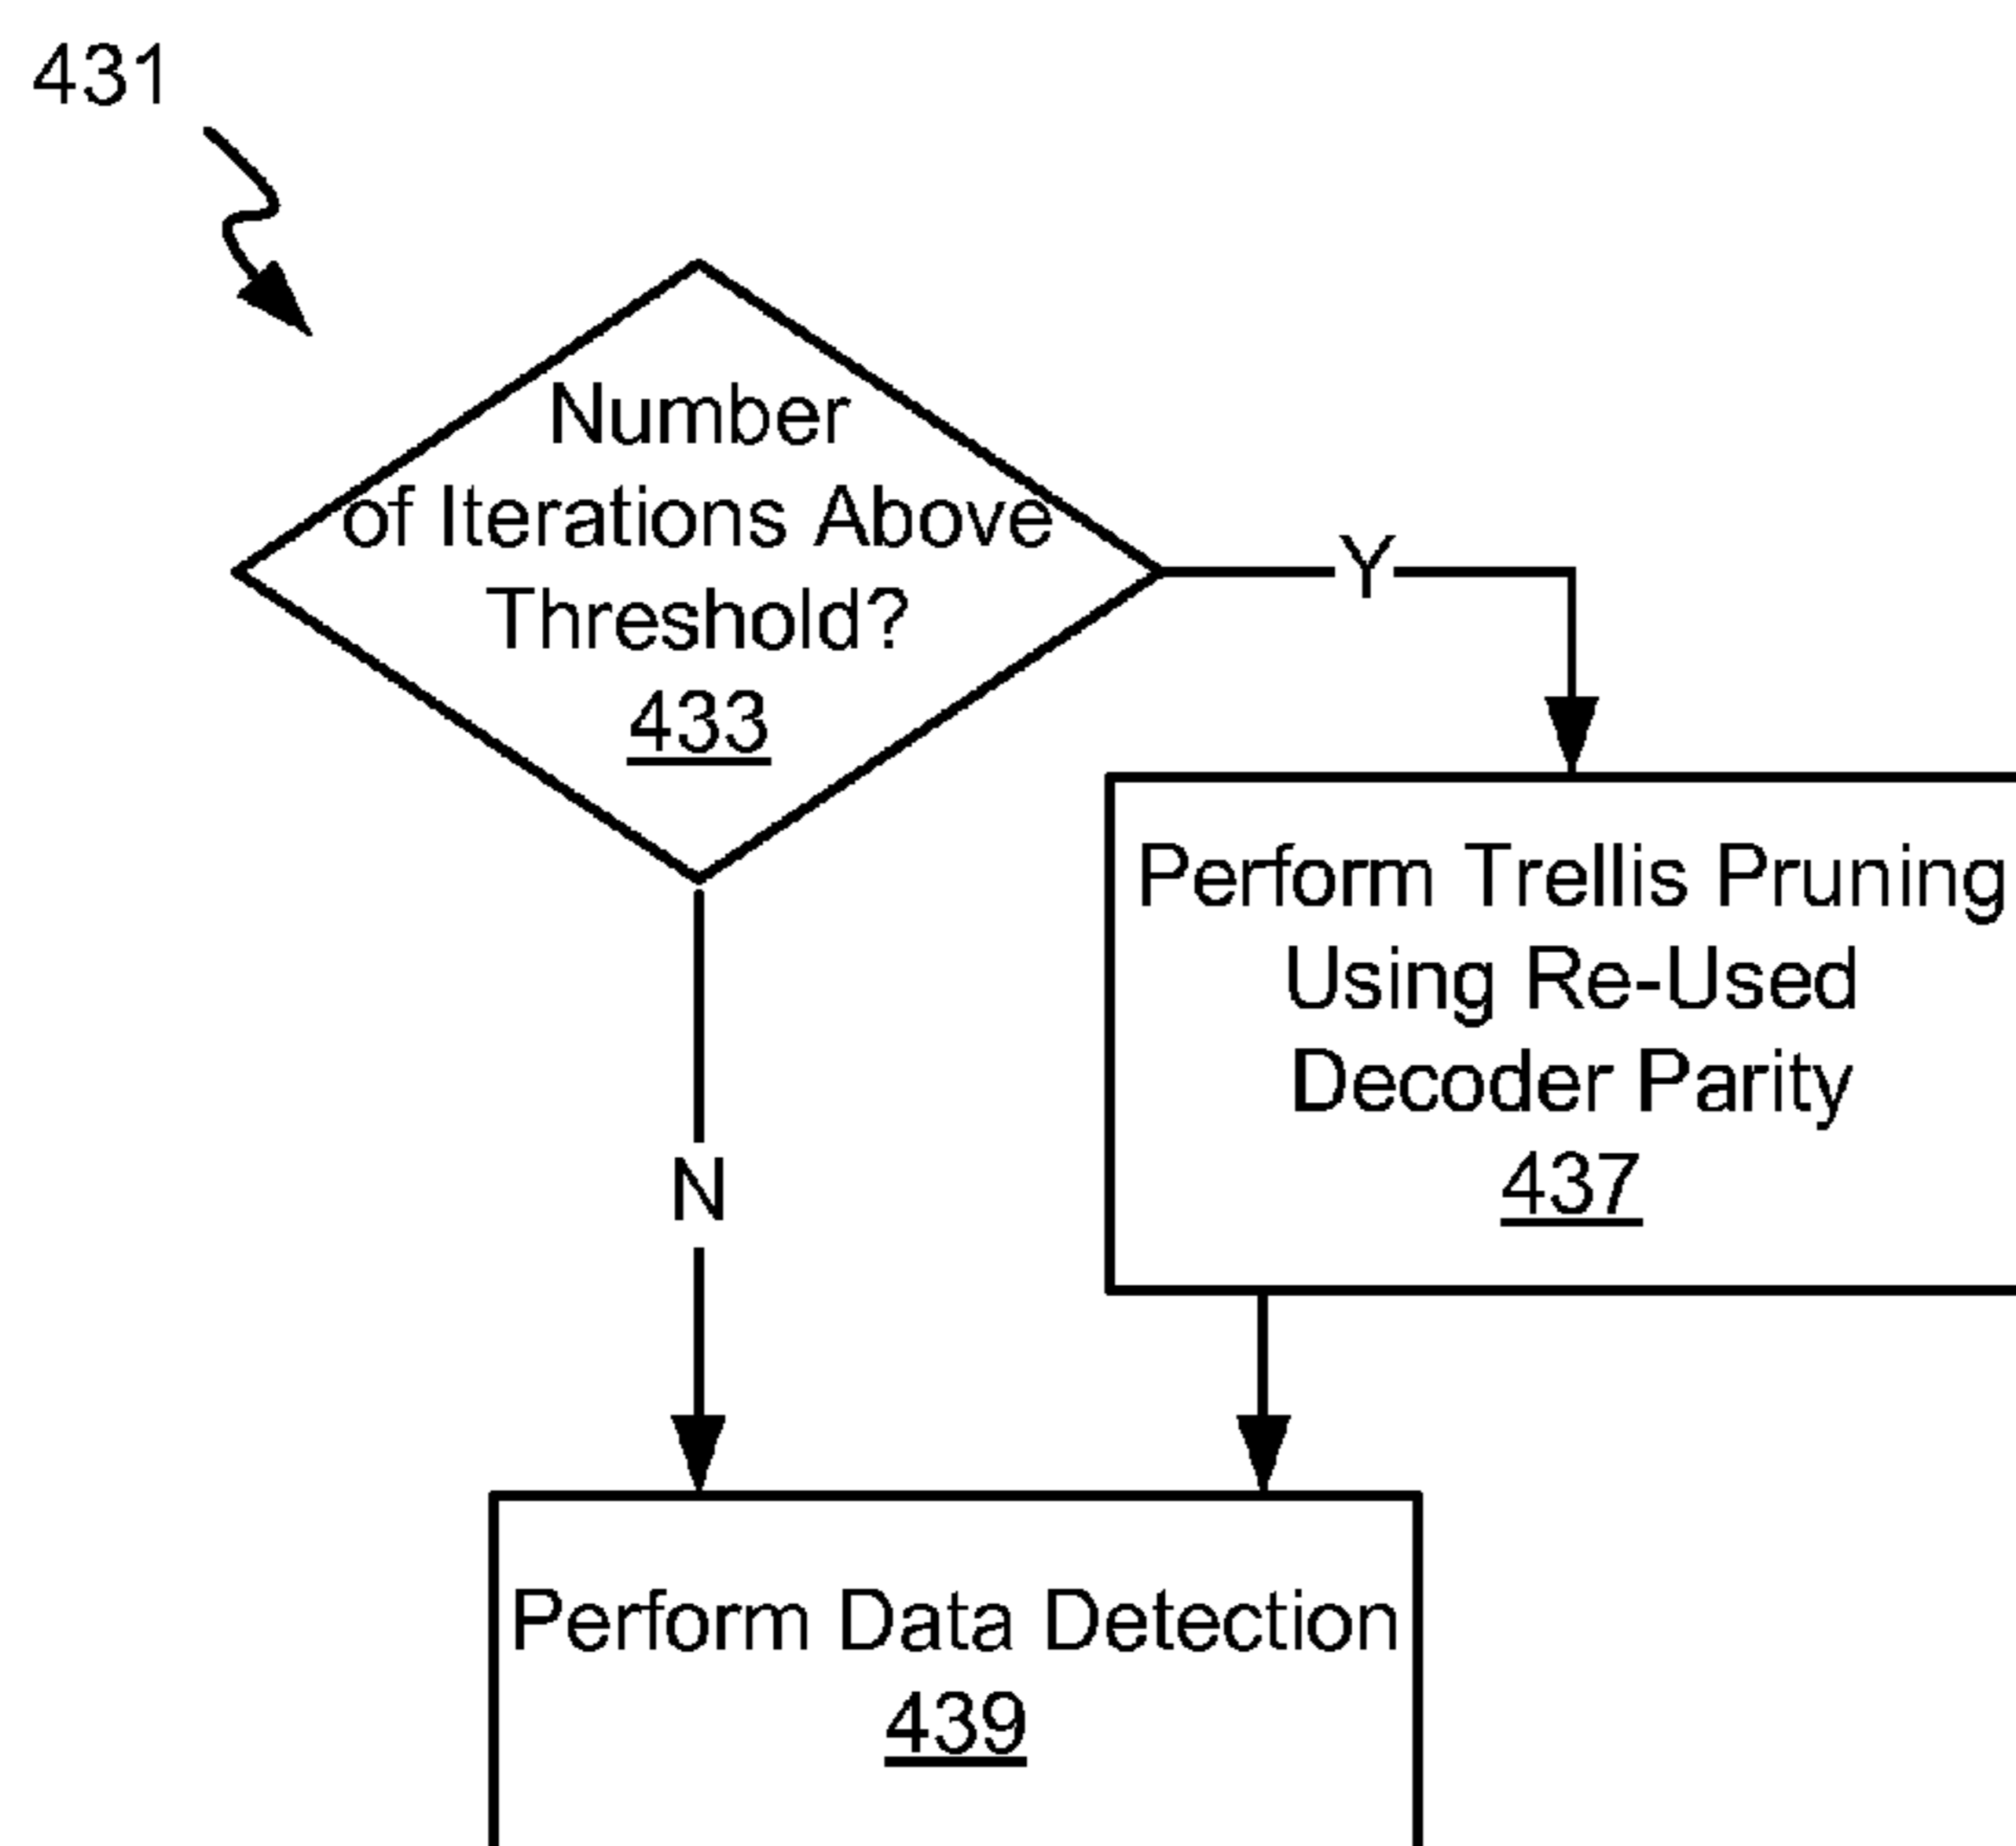 431
Number
of Iterations Above
Threshold?
433
Y
Perform Trellis Pruning
Using Re-Used
Decoder Parity
437
N
Perform Data Detection
439